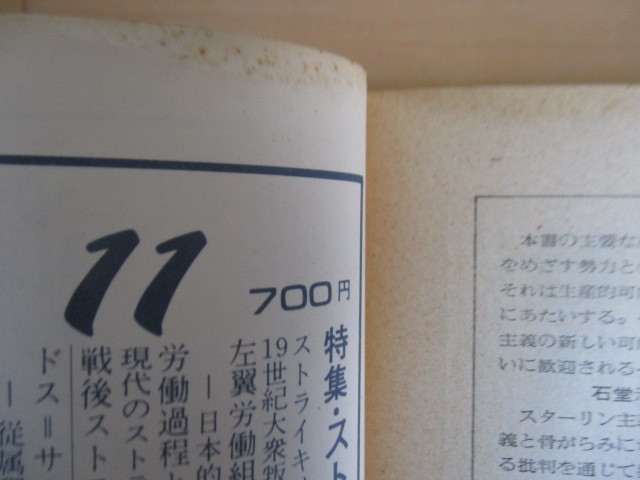 11
700円
特集・スト
ストライキ
19世紀大衆叛
左翼労働組
―日本的
労働過程
現代のスト
戦後スト
ドス=サ
―従属
本書の主要な
をめざす勢力と
それは生産的可
にあたいする。
主義の新しい可
いに歓迎される
石堂
スターリン主
義と骨がらみに
る批判を通じて